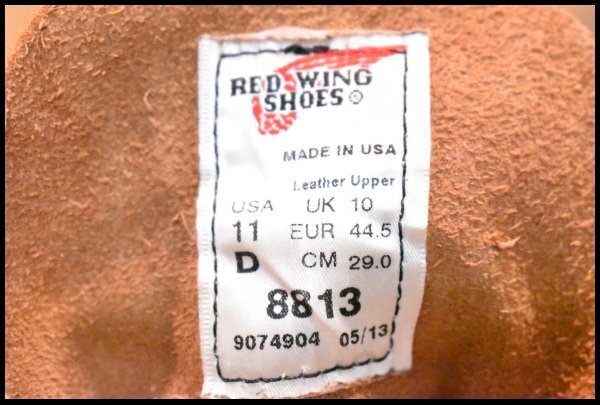 RED WING
SHOES®
MADE IN USA
Leather Upper
USA UK 10
11 EUR 44.5
D CM 29.0
8813
9074904 05/13